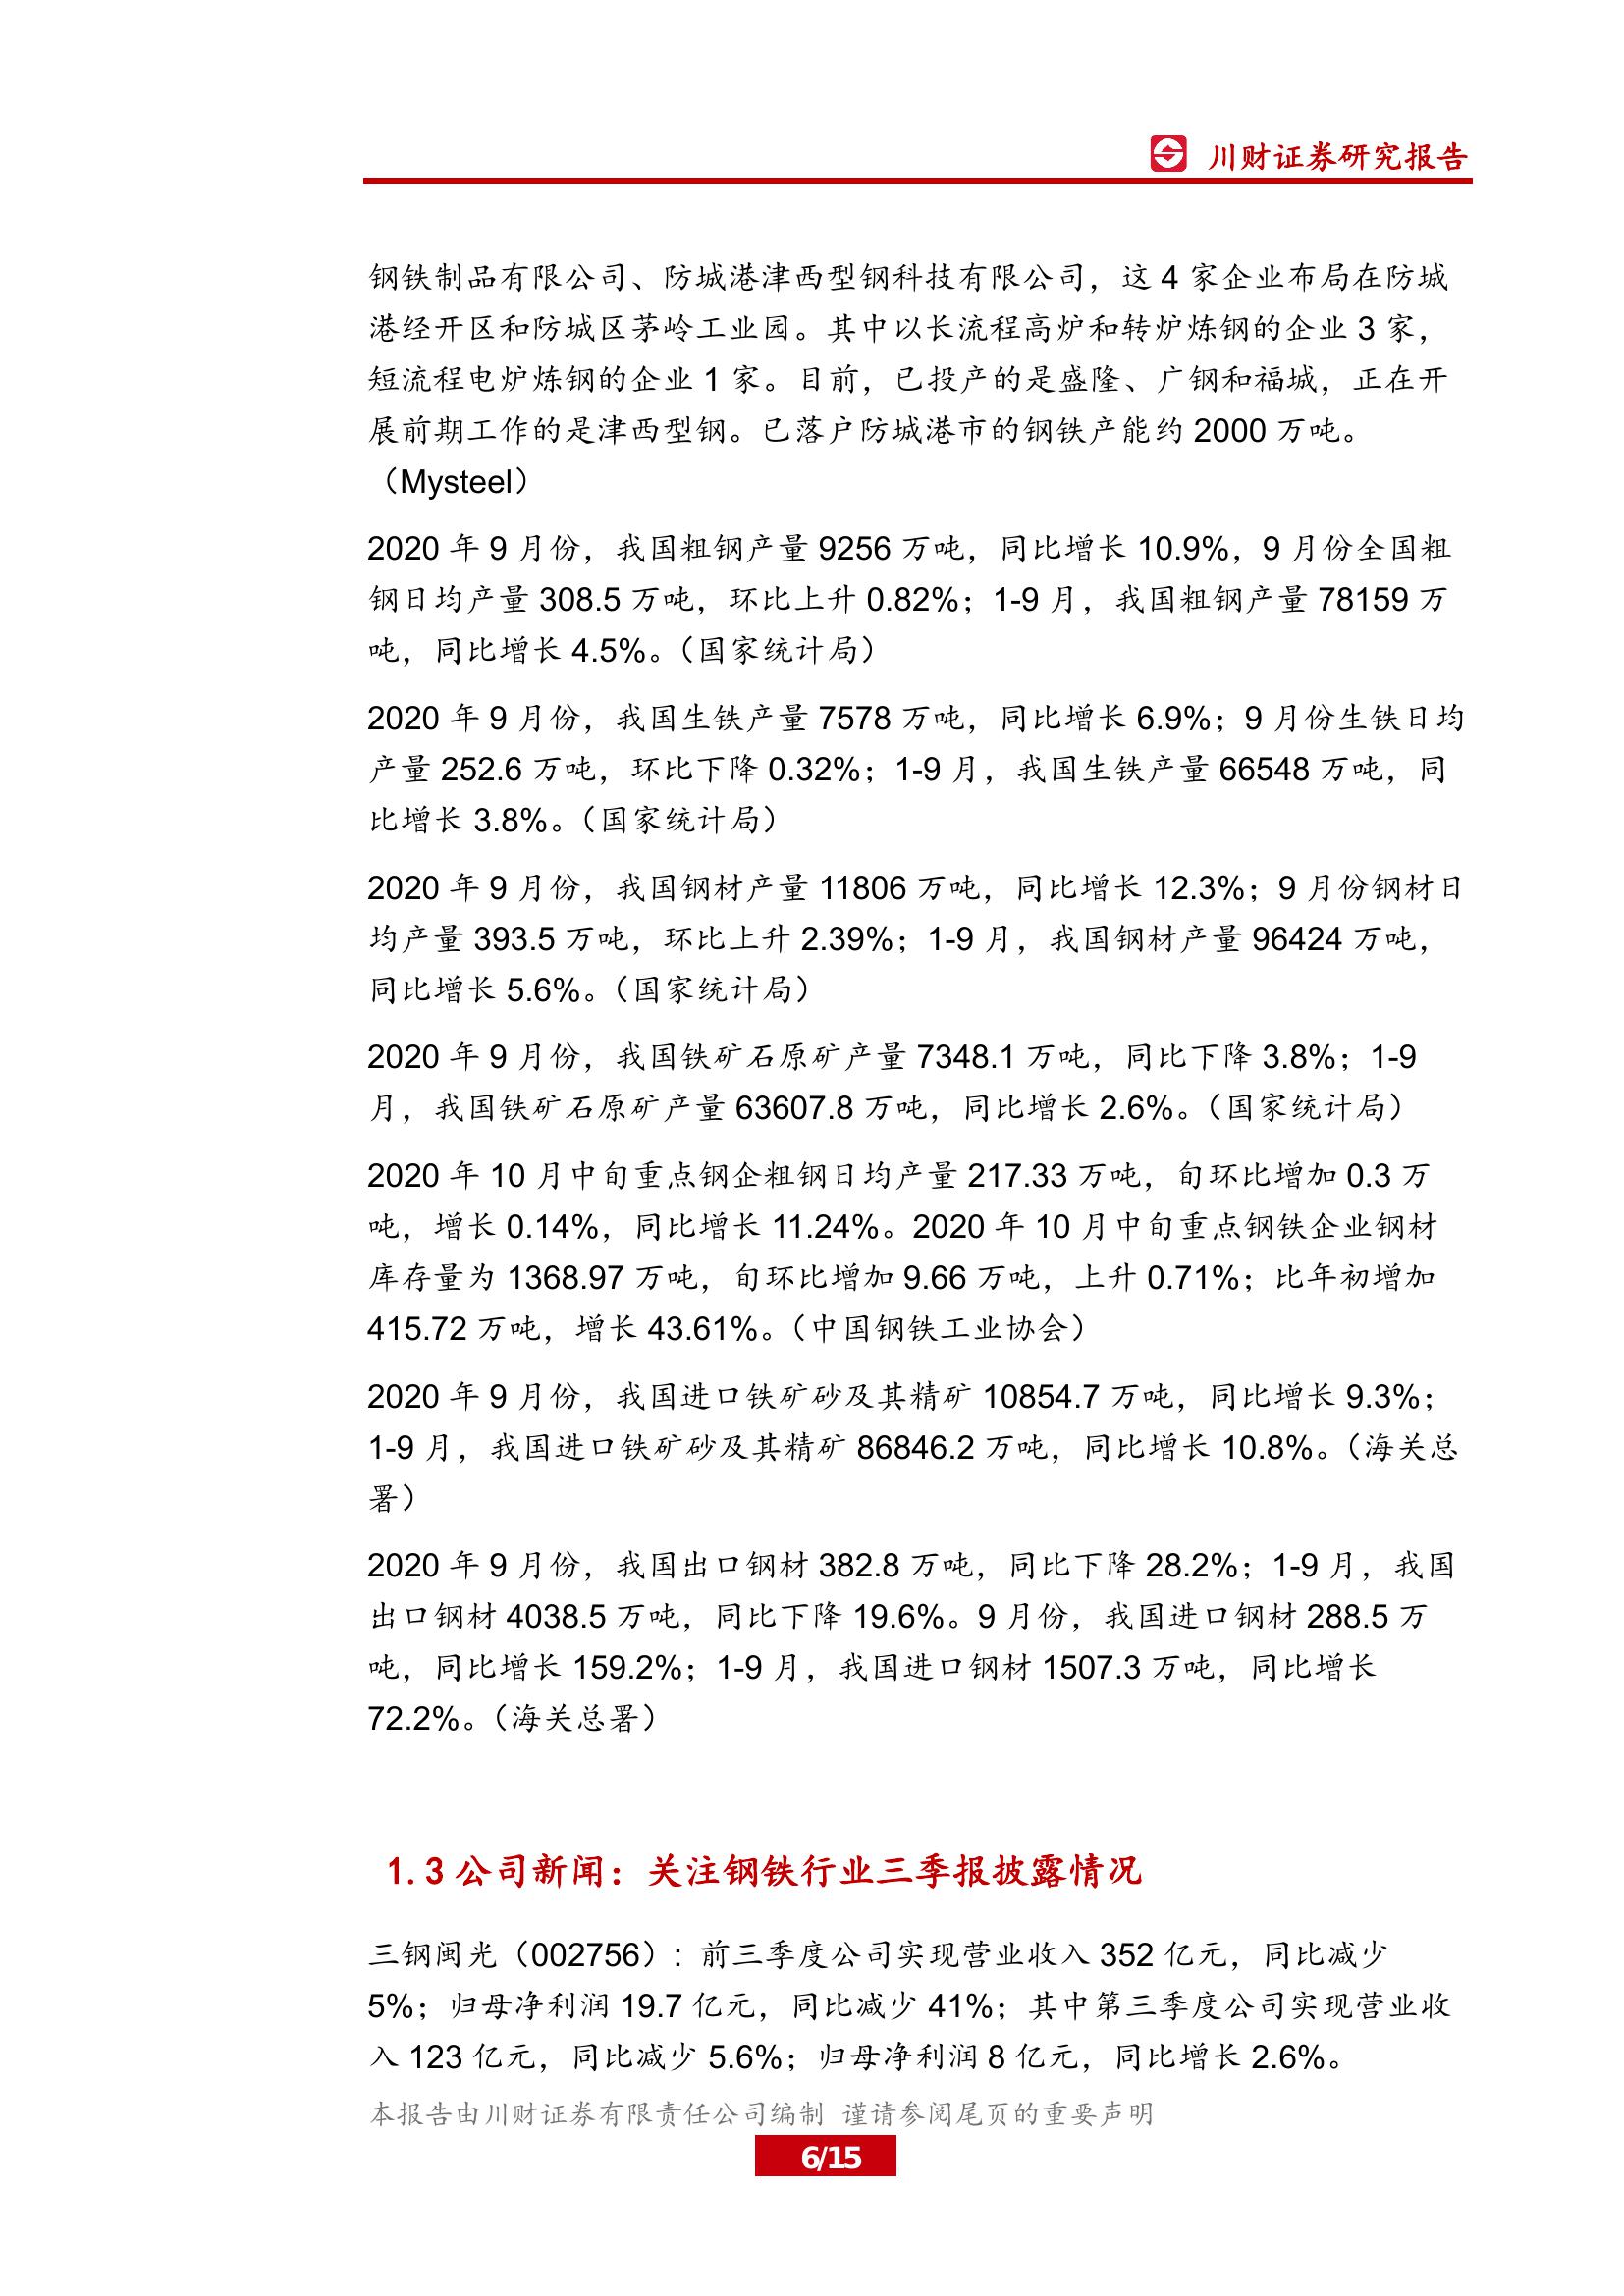 川财证券研究报告
钢铁制品有限公司、防城港津西型钢科技有限公司，这 4 家企业布局在防城
港经开区和防城区茅岭工业园。其中以长流程高炉和转炉炼钢的企业 3 家，
短流程电炉炼钢的企业 1 家。目前，已投产的是盛隆、广钢和福城，正在开
展前期工作的是津西型钢。已落户防城港市的钢铁产能约 2000 万吨。
（Mysteel）
2020 年 9 月份，我国粗钢产量 9256 万吨，同比增长 10.9%，9 月份全国粗
钢日均产量 308.5 万吨，环比上升 0.82%；1-9 月，我国粗钢产量 78159 万
吨，同比增长 4.5%。（国家统计局）
2020 年 9 月份，我国生铁产量 7578 万吨，同比增长 6.9%；9 月份生铁日均
产量 252.6 万吨，环比下降 0.32%；1-9 月，我国生铁产量 66548 万吨，同
比增长 3.8%。（国家统计局）
2020 年 9 月份，我国钢材产量 11806 万吨，同比增长 12.3%；9 月份钢材日
均产量 393.5 万吨，环比上升 2.39%；1-9 月，我国钢材产量 96424 万吨，
同比增长 5.6%。（国家统计局）
2020 年 9 月份，我国铁矿石原矿产量 7348.1 万吨，同比下降 3.8%；1-9
月，我国铁矿石原矿产量 63607.8 万吨，同比增长 2.6%。（国家统计局）
2020 年 10 月中旬重点钢企粗钢日均产量 217.33 万吨，旬环比增加 0.3 万
吨，增长 0.14%，同比增长 11.24%。2020 年 10 月中旬重点钢铁企业钢材
库存量为 1368.97 万吨，旬环比增加 9.66 万吨，上升 0.71%；比年初增加
415.72 万吨，增长 43.61%。（中国钢铁工业协会）
2020 年 9 月份，我国进口铁矿砂及其精矿 10854.7 万吨，同比增长 9.3%；
1-9 月，我国进口铁矿砂及其精矿 86846.2 万吨，同比增长 10.8%。（海关总
署）
2020 年 9 月份，我国出口钢材 382.8 万吨，同比下降 28.2%；1-9 月，我国
出口钢材 4038.5 万吨，同比下降 19.6%。9 月份，我国进口钢材 288.5 万
吨，同比增长 159.2%；1-9 月，我国进口钢材 1507.3 万吨，同比增长
72.2%。（海关总署）
1.3 公司新闻：关注钢铁行业三季报披露情况
三钢闽光（002756）: 前三季度公司实现营业收入 352 亿元，同比减少
5%；归母净利润 19.7 亿元，同比减少 41%；其中第三季度公司实现营业收
入 123 亿元，同比减少 5.6%；归母净利润 8 亿元，同比增长 2.6%。
本报告由川财证券有限责任公司编制 谨请参阅尾页的重要声明
6/15